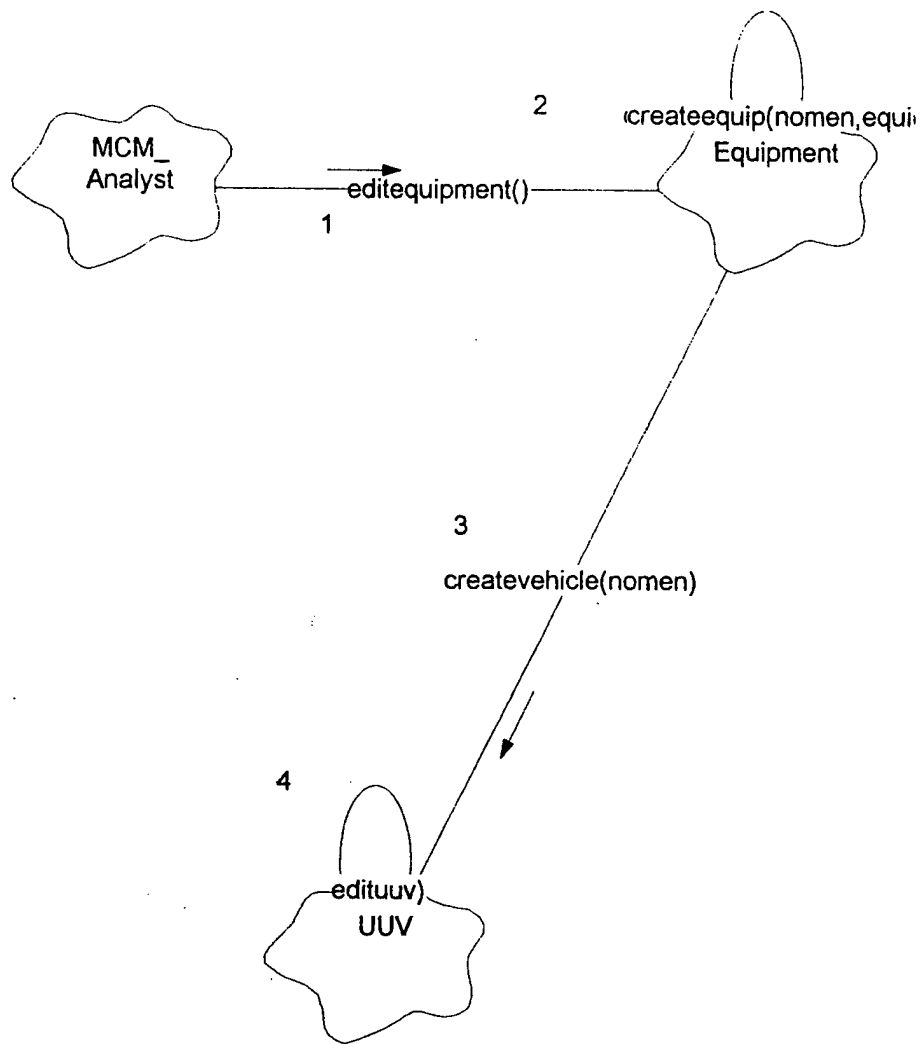 MCM_
Analyst
editequipment()
1
2
createequip(nomen,equi
Equipment
3
createvehicle(nomen)
4
edituuv)
UUV